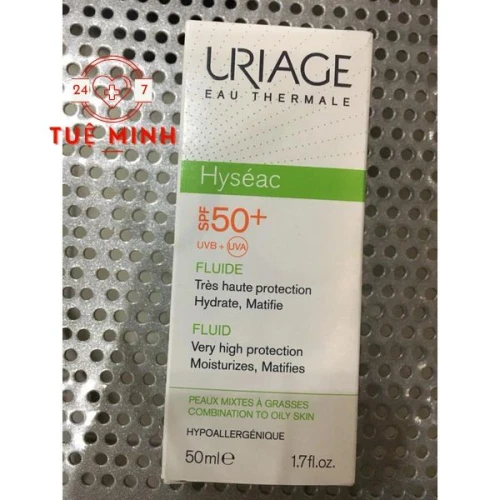 24 7
TUỆ MINH
URIAGE
EAU THERMALE
Hyséac
SPF 50+
UVB + UVA
FLUIDE
Très haute protection
Hydrate, Matifie
FLUID
Very high protection
Moisturizes, Matifies
PEAUX MIXTES À GRASSES
COMBINATION TO OILY SKIN
HYPOALLERGÉNIQUE
50ml℮ 1.7fl.oz.